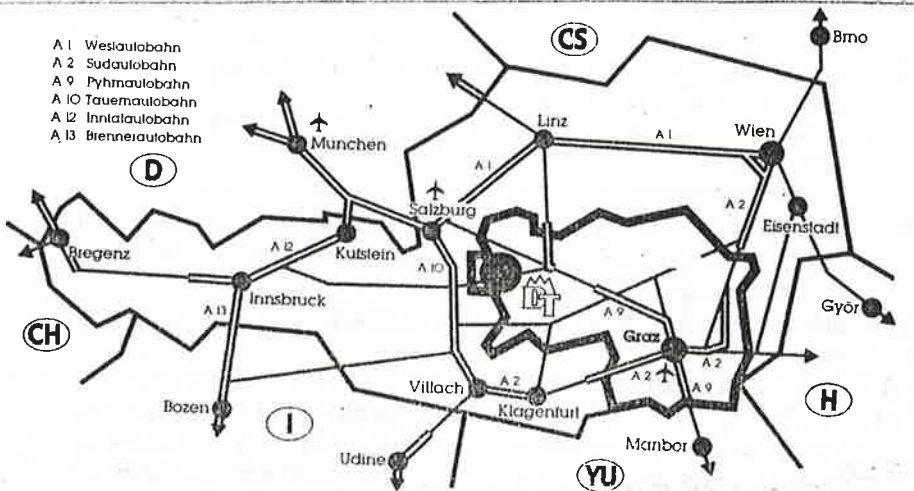 A 1 Westautobahn
A 2 Sudautobahn
A 9 Pyhrnautobahn
A 10 Tauernautobahn
A 12 Inntalautobahn
A 13 Brennerautobahn
CS
Brno
D
Munchen
Linz
A 1
Wien
A 1
Salzburg
A 2
Bregenz
A 12
Kufstein
A 10
Eisenstadt
Innsbruck
DT
Györ
A 13
CH
A 9
Graz
Villach
A 2
A 2
A 2
A 9
H
Bozen
Klagenfurt
I
Maribor
Udine
YU